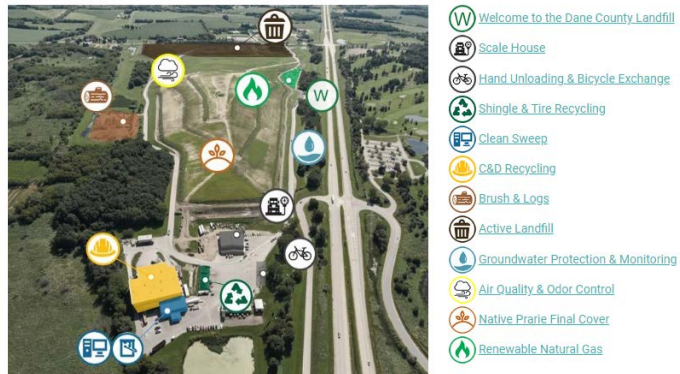 W
W
Welcome to the Dane County Landfill
Scale House
Hand Unloading & Bicycle Exchange
Shingle & Tire Recycling
Clean Sweep
C&D Recycling
Brush & Logs
Active Landfill
Groundwater Protection & Monitoring
Air Quality & Odor Control
Native Prarie Final Cover
Renewable Natural Gas